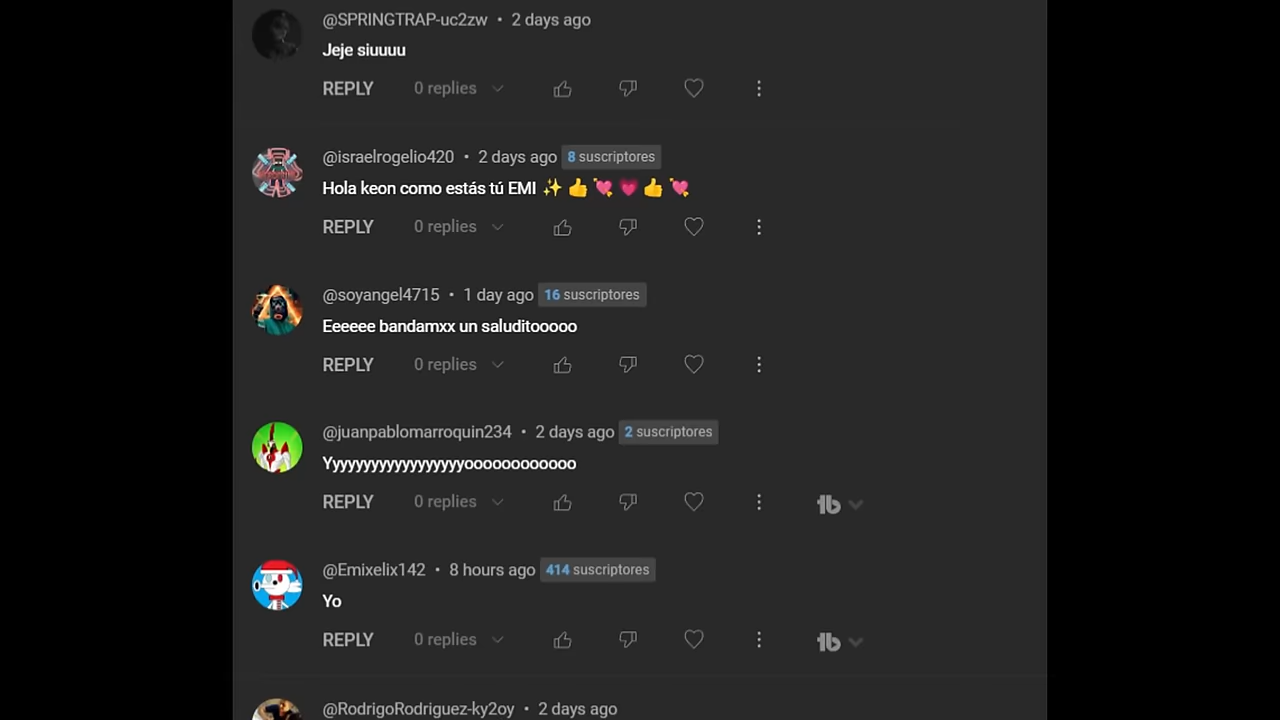 @SPRINGTRAP-uc2zw • 2 days ago
Jeje siuuuu
REPLY 0 replies
@israelrogelio420 • 2 days ago 8 suscriptores
Hola keon como estás tú EMI ✨👍💘💗👍💘
REPLY 0 replies
@soyangel4715 • 1 day ago 16 suscriptores
Eeeeee bandamxx un saluditooooo
REPLY 0 replies
@juanpablomarroquin234 • 2 days ago 2 suscriptores
Yyyyyyyyyyyyyyyyyyoooooooooooo
REPLY 0 replies
@Emixelix142 • 8 hours ago 414 suscriptores
Yo
REPLY 0 replies
@RodrigoRodriguez-ky2oy • 2 days ago